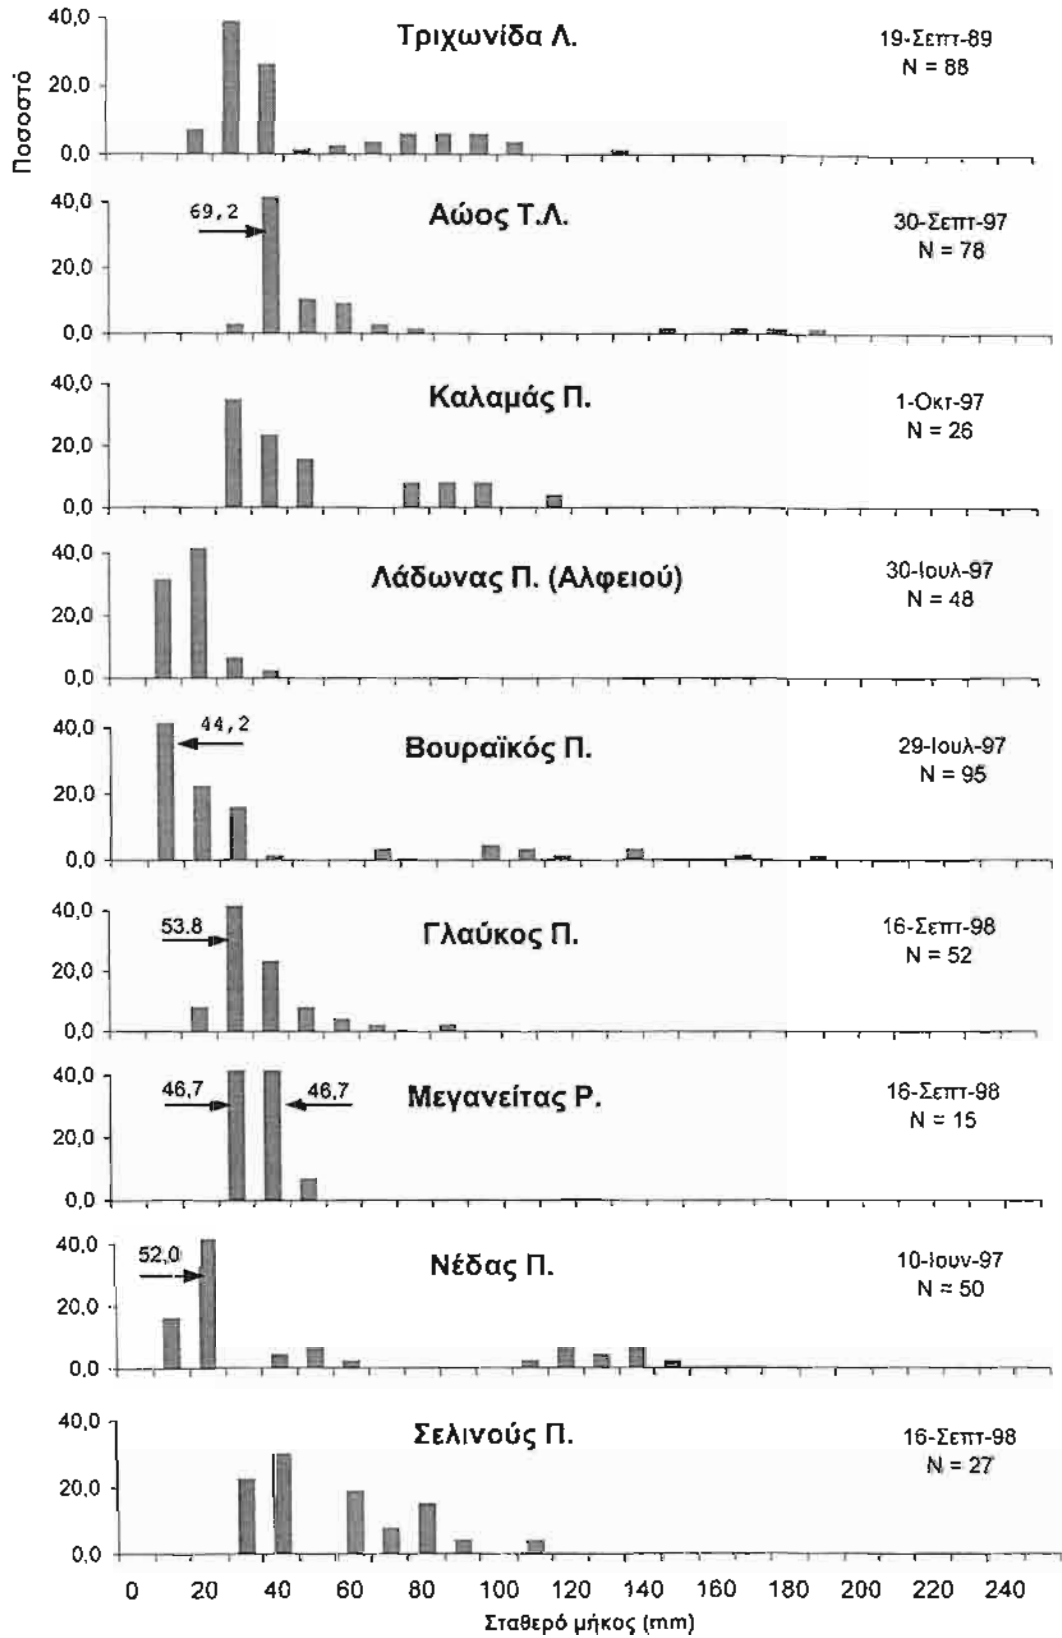 Ποσοστό
40,0
20,0
0,0
Τριχωνίδα Λ.
19-Σεπτ-89
N = 88
40,0
20,0
0,0
69,2
Αώος Τ.Λ.
30-Σεπτ-97
N = 78
40,0
20,0
0,0
Καλαμάς Π.
1-Οκτ-97
N = 26
40,0
20,0
0,0
Λάδωνας Π. (Αλφειού)
30-Ιουλ-97
N = 48
40,0
20,0
0,0
44,2
Βουραϊκός Π.
29-Ιουλ-97
N = 95
40,0
20,0
0,0
53.8
Γλαύκος Π.
16-Σεπτ-98
N = 52
40,0
20,0
0,0
46,7
46,7
Μεγανείτας Ρ.
16-Σεπτ-98
N = 15
40,0
20,0
0,0
52,0
Νέδας Π.
10-Ιουν-97
N = 50
40,0
20,0
0,0
Σελινούς Π.
16-Σεπτ-98
N = 27
0 20 40 60 80 100 120 140 160 180 200 220 240
Σταθερό μήκος (mm)